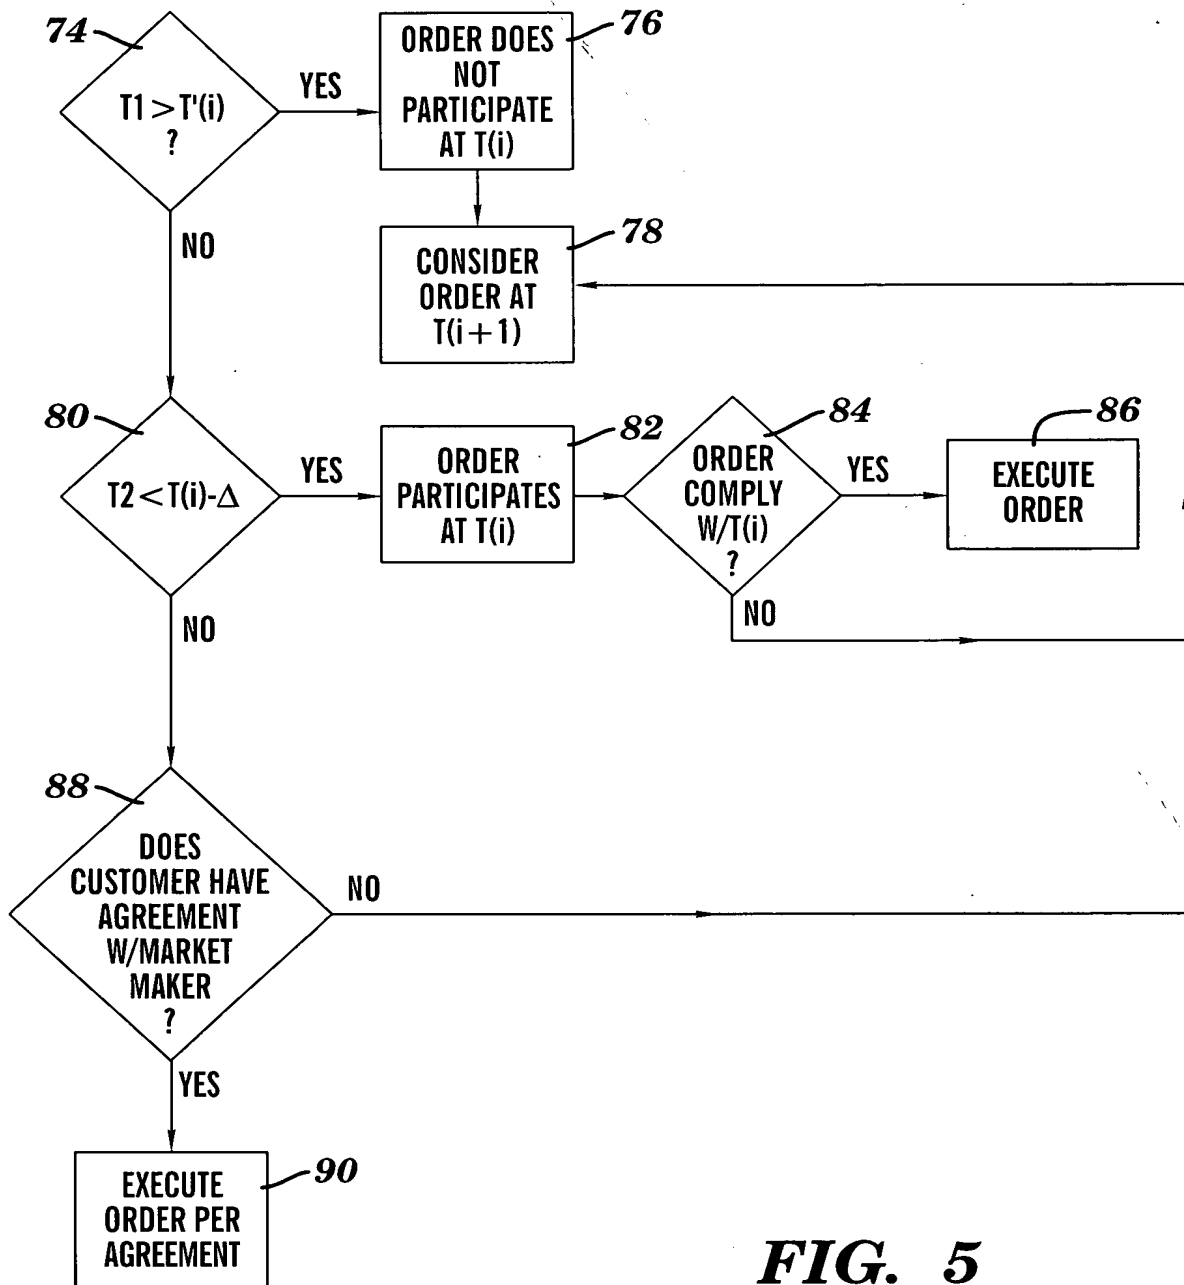 74
T1 > T'(i)
?
YES
NO
76
ORDER DOES
NOT
PARTICIPATE
AT T(i)
78
CONSIDER
ORDER AT
T(i+1)
80
T2 < T(i)-Δ
YES
NO
82
ORDER
PARTICIPATES
AT T(i)
84
ORDER
COMPLY
W/T(i)
?
YES
NO
86
EXECUTE
ORDER
88
DOES
CUSTOMER HAVE
AGREEMENT
W/MARKET
MAKER
?
NO
YES
90
EXECUTE
ORDER PER
AGREEMENT
FIG. 5